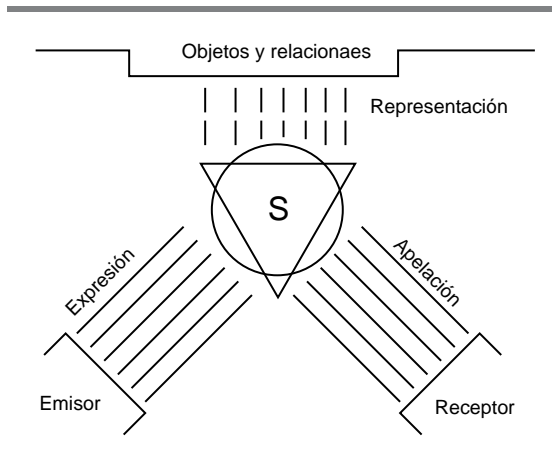 Objetos y relacionaes
Representación
S
Expresión
Apelación
Emisor
Receptor